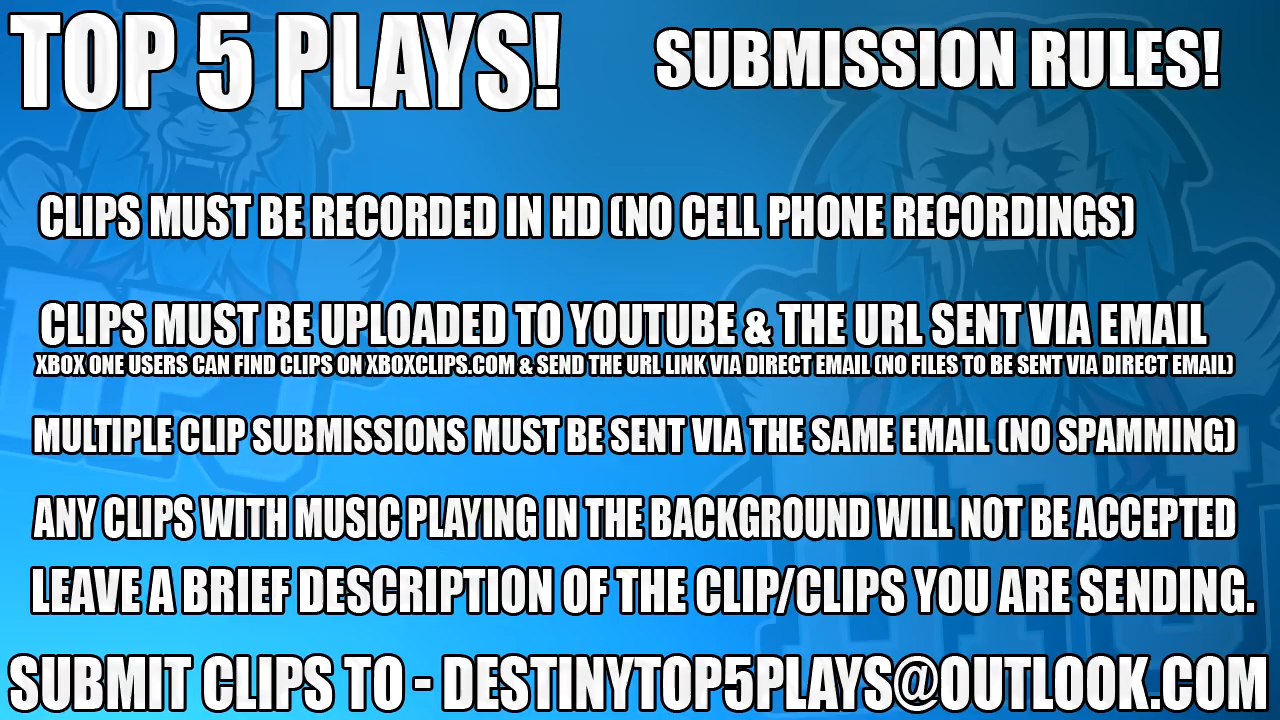 TOP 5 PLAYS!
SUBMISSION RULES!
CLIPS MUST BE RECORDED IN HD (NO CELL PHONE RECORDINGS)
CLIPS MUST BE UPLOADED TO YOUTUBE & THE URL SENT VIA EMAIL
XBOX ONE USERS CAN FIND CLIPS ON XBOXCLIPS.COM & SEND THE URL LINK VIA DIRECT EMAIL (NO FILES TO BE SENT VIA DIRECT EMAIL)
MULTIPLE CLIP SUBMISSIONS MUST BE SENT VIA THE SAME EMAIL (NO SPAMMING)
ANY CLIPS WITH MUSIC PLAYING IN THE BACKGROUND WILL NOT BE ACCEPTED
LEAVE A BRIEF DESCRIPTION OF THE CLIP/CLIPS YOU ARE SENDING.
SUBMIT CLIPS TO - DESTINYTOP5PLAYS@OUTLOOK.COM